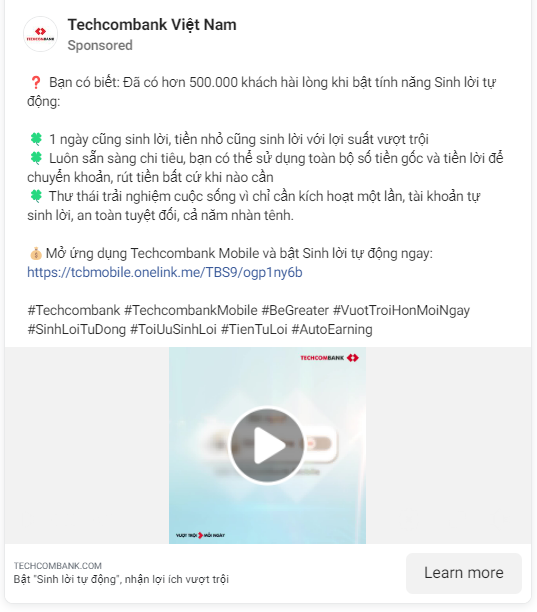 Techcombank Việt Nam
TECHCOMBANK
Sponsored
❓ Bạn có biết: Đã có hơn 500.000 khách hài lòng khi bật tính năng Sinh lời tự
động:
🍀 1 ngày cũng sinh lời, tiền nhỏ cũng sinh lời với lợi suất vượt trội
🍀 Luôn sẵn sàng chi tiêu, bạn có thể sử dụng toàn bộ số tiền gốc và tiền lời để
chuyển khoản, rút tiền bất cứ khi nào cần
🍀 Thư thái trải nghiệm cuộc sống vì chỉ cần kích hoạt một lần, tài khoản tự
sinh lời, an toàn tuyệt đối, cả năm nhàn tênh.
💰 Mở ứng dụng Techcombank Mobile và bật Sinh lời tự động ngay:
https://tcbmobile.onelink.me/TBS9/ogp1ny6b
#Techcombank #TechcombankMobile #BeGreater #VuotTroiHonMoiNgay
#SinhLoiTuDong #ToiUuSinhLoi #TienTuLoi #AutoEarning
TECHCOMBANK
VƯỢT TRỘI MỖI NGÀY
TECHCOMBANK.COM
Bật "Sinh lời tự động", nhận lợi ích vượt trội
Learn more